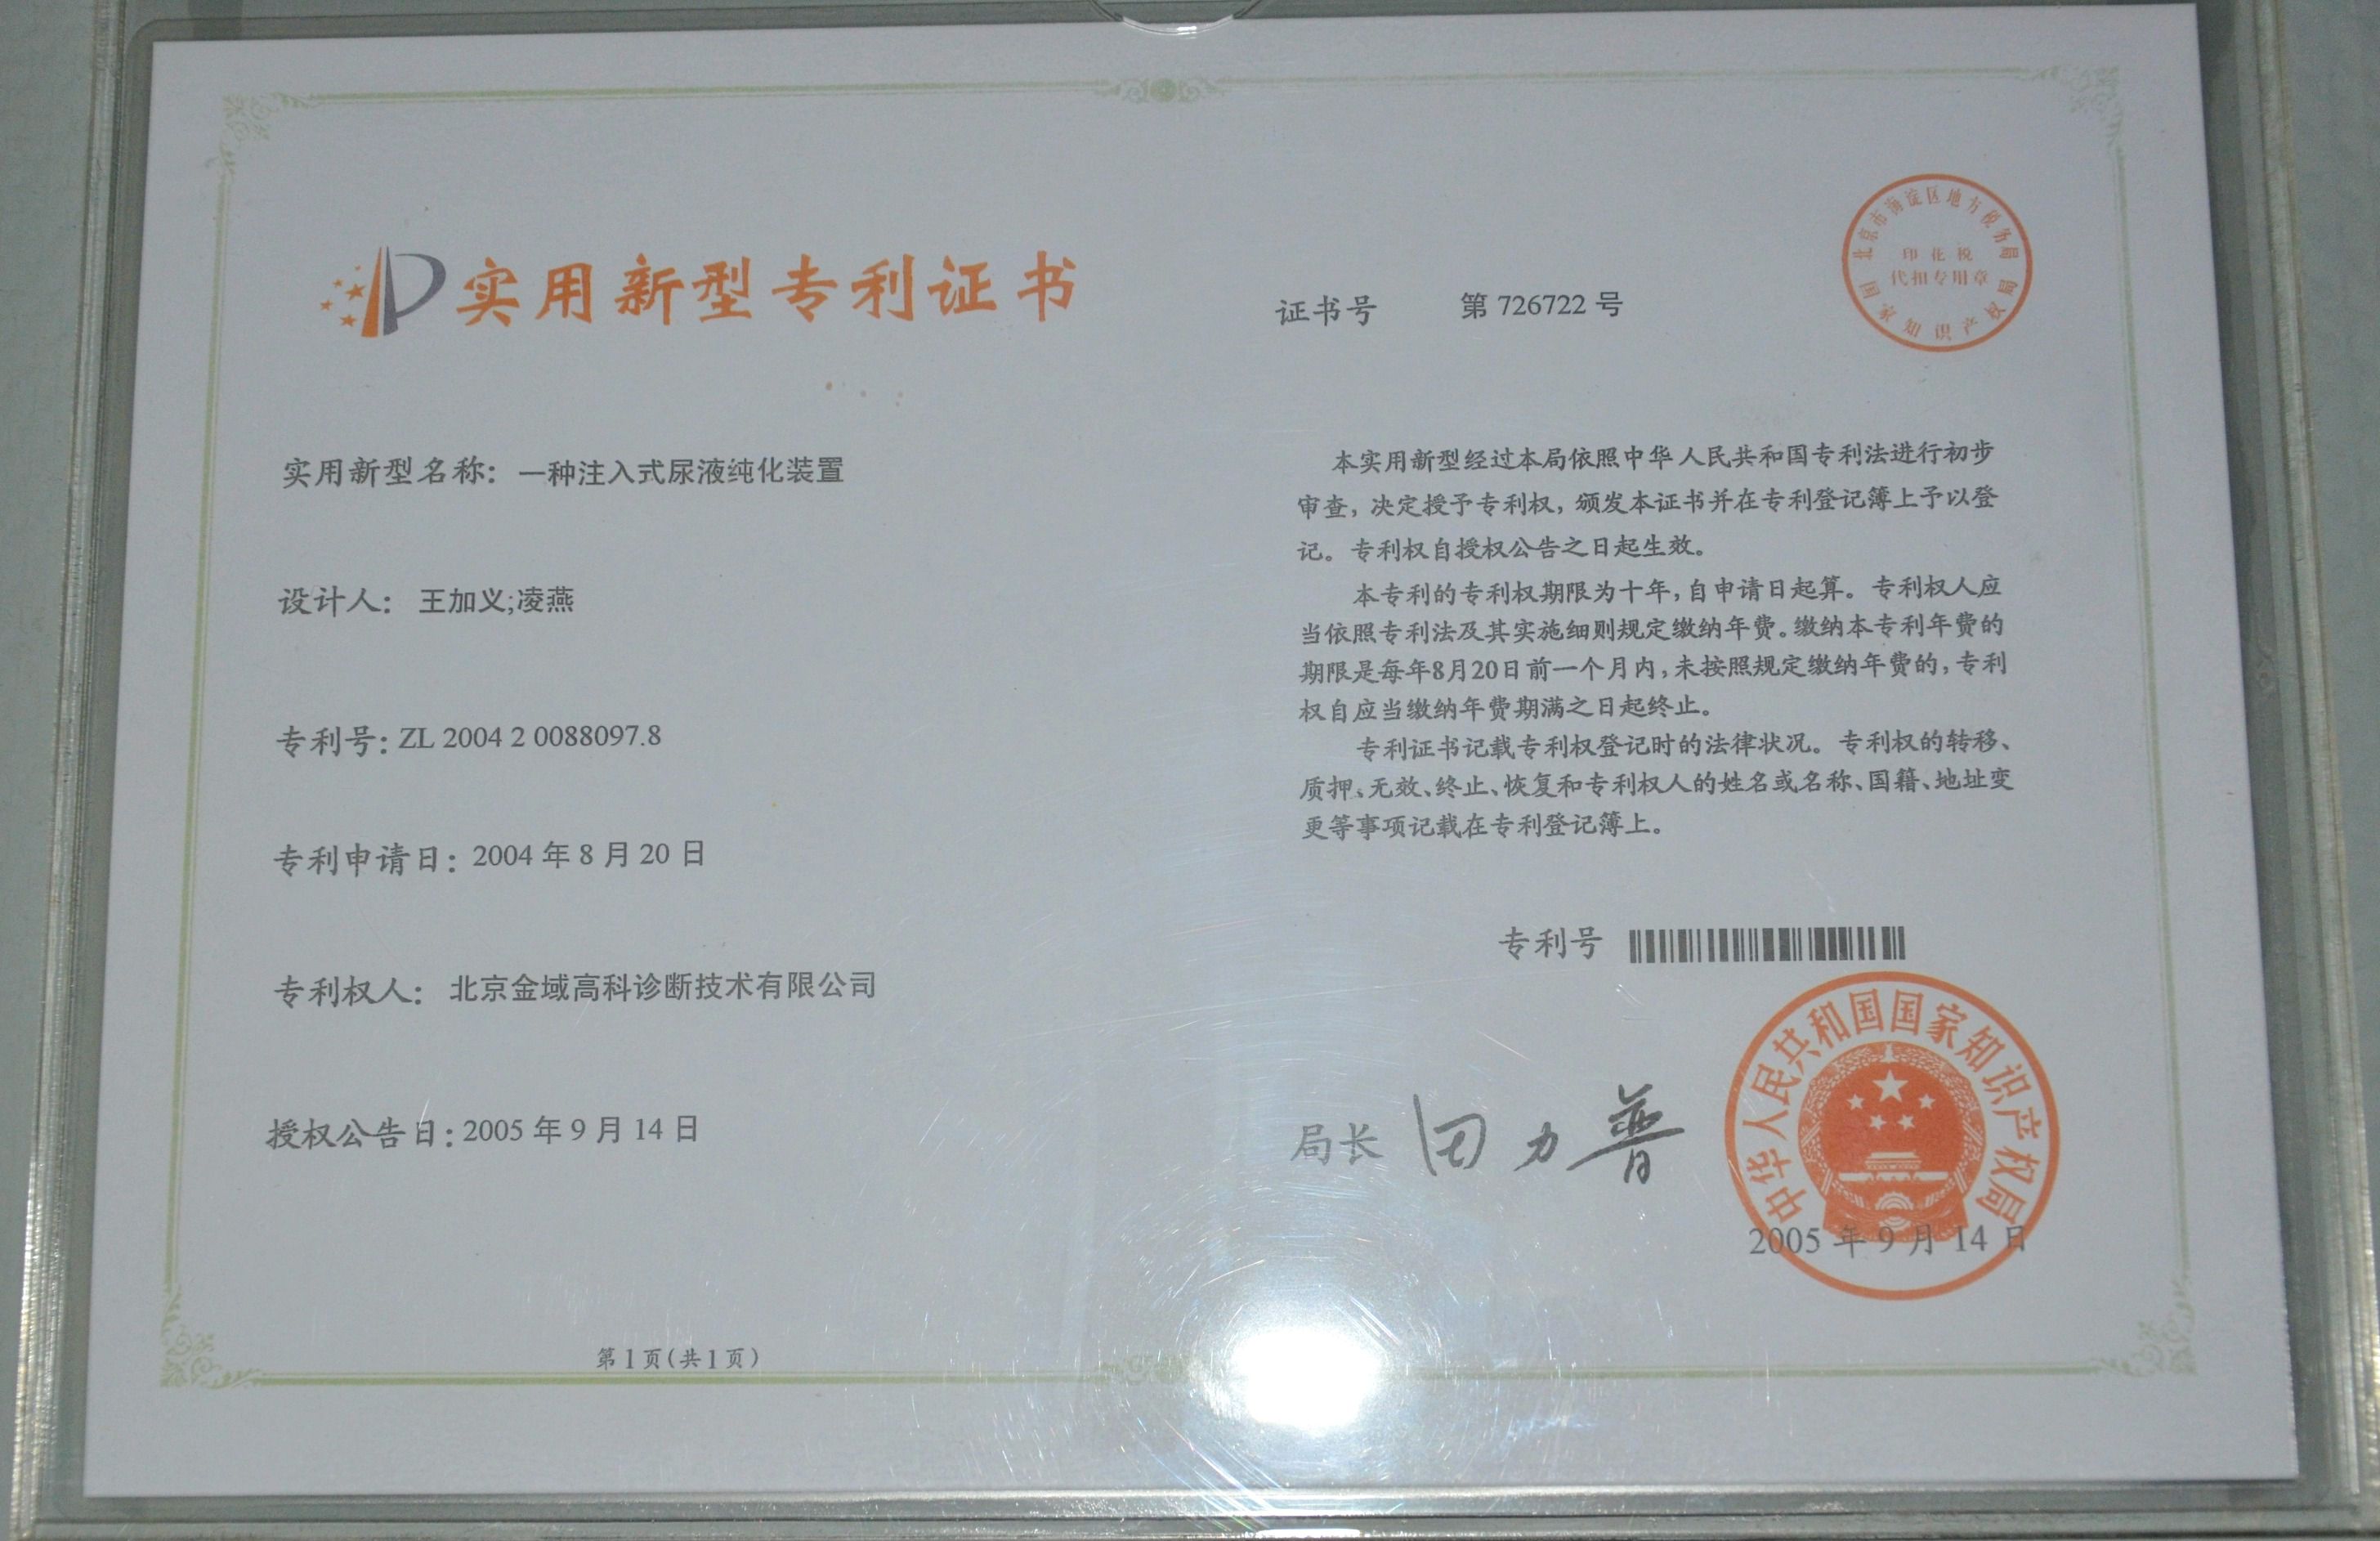 实用新型专利证书
实用新型名称：一种注入式尿液纯化装置
设计人：王加义;凌燕
专利号：ZL 2004 2 0088097.8
专利申请日：2004 年 8 月 20 日
专利权人：北京金域高科诊断技术有限公司
授权公告日：2005 年 9 月 14 日
第1页(共1页)
证书号 第 726722 号
北京市海淀区地方税务局
印花税
代扣专用章
国家知识产权局
本实用新型经过本局依照中华人民共和国专利法进行初步
审查，决定授予专利权，颁发本证书并在专利登记簿上予以登
记。专利权自授权公告之日起生效。
本专利的专利权期限为十年，自申请日起算。专利权人应
当依照专利法及其实施细则规定缴纳年费。缴纳本专利年费的
期限是每年8月20日前一个月内，未按照规定缴纳年费的，专利
权自应当缴纳年费期满之日起终止。
专利证书记载专利权登记时的法律状况。专利权的转移、
质押、无效、终止、恢复和专利权人的姓名或名称、国籍、地址变
更等事项记载在专利登记簿上。
专利号
局长 田力普
中华人民共和国国家知识产权局
2005 年 9 月 14 日